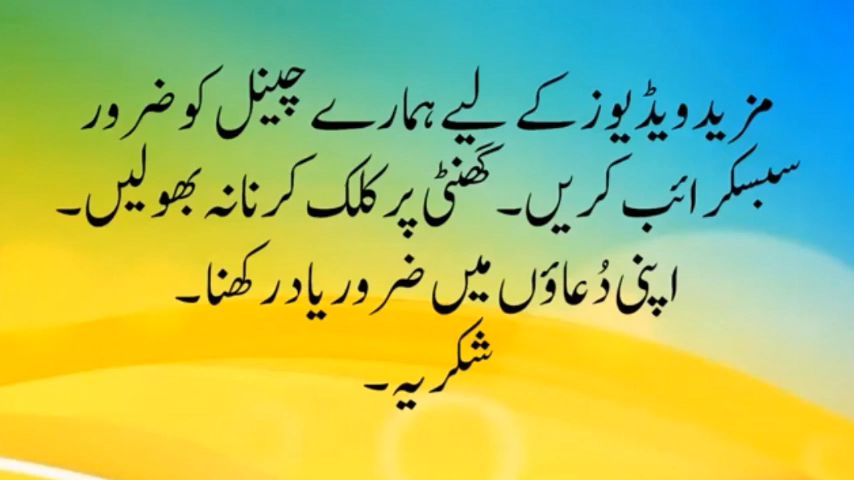 مزید ویڈیوز کے لیے ہمارے چینل کو ضرور
سبسکرائب کریں۔ گھنٹی پر کلک کرنا نہ بھولیں۔
اپنی دُعاؤں میں ضرور یاد رکھنا۔
شکریہ۔